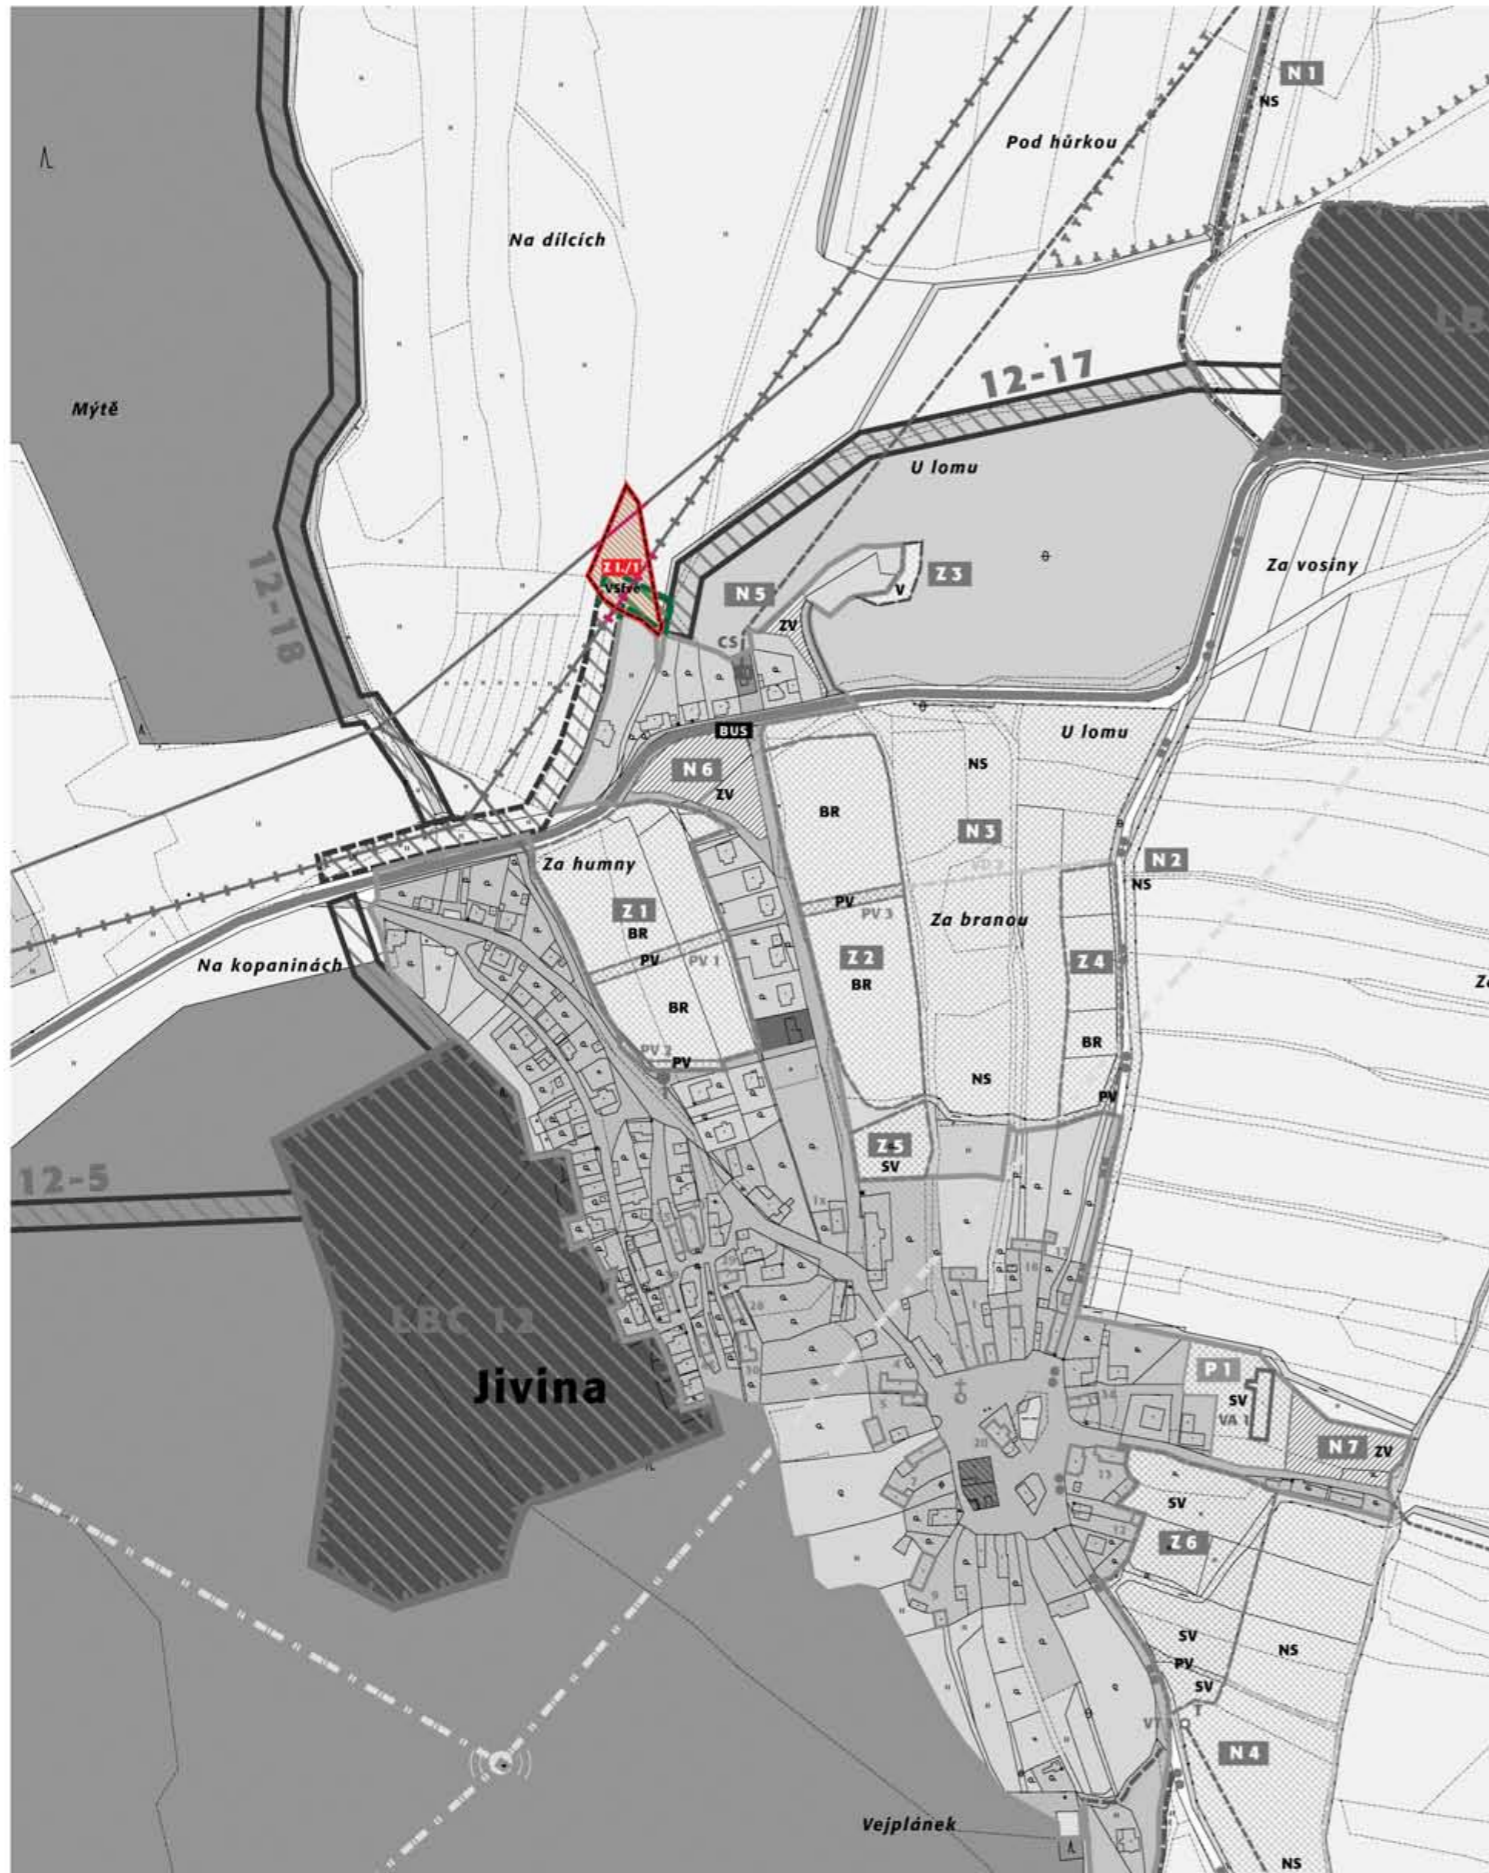 N 1
NS
Pod hůrkou
Na dílcích
12-17
Mýtě
U lomu
Z I./1
Za vosiny
N 5
Z 3
V
ZV
12-18
CS
BUS
U lomu
NS
N 6
ZV
BR
N 3
Za humny
N 2
NS
Z 1
BR
PV
PV 3
Za branou
PV
PV 1
Z 2
BR
Z 4
Na kopaninách
BR
BR
PV 2
PV
NS
PV
Z 5
SV
12-5
LBC 12
Jivina
P 1
SV
VA 1
N 7
ZV
SV
Z 6
SV
NS
PV
SV
T
N 4
Vejplánek
NS